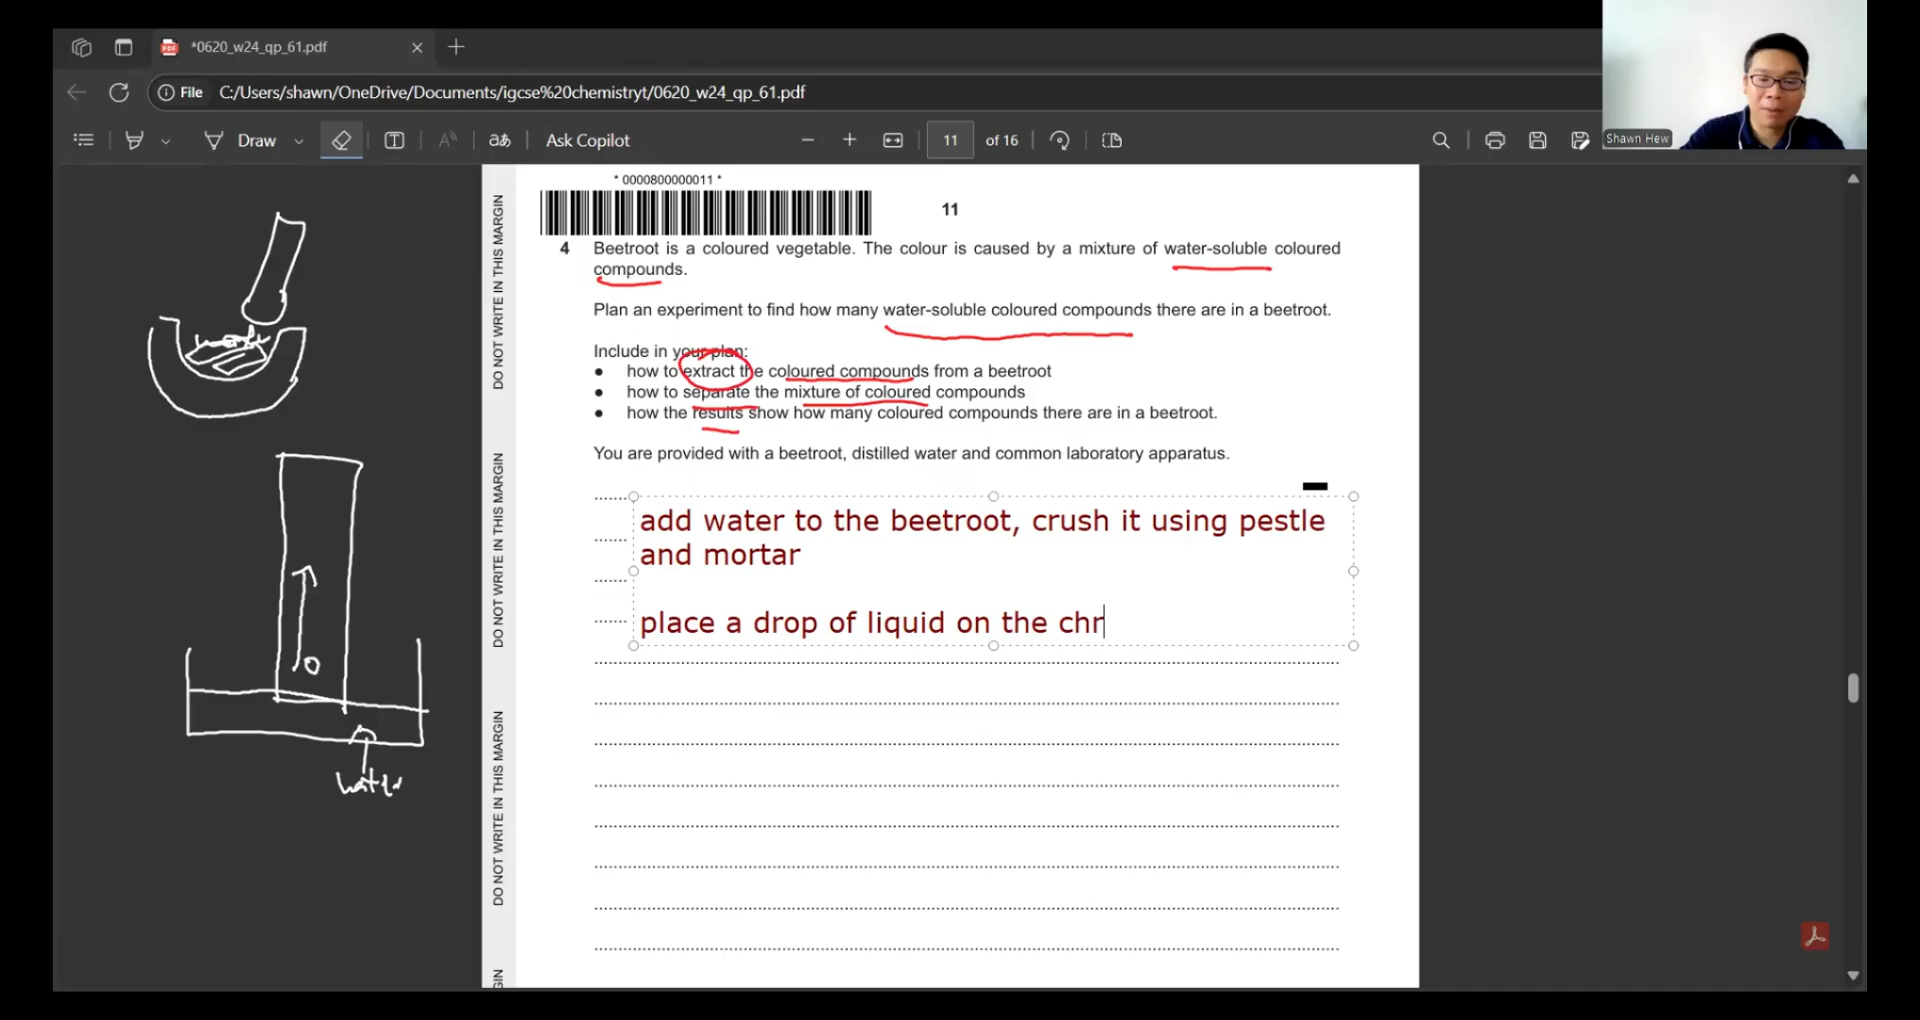 *0620_w24_qp_61.pdf
File C:/Users/shawn/OneDrive/Documents/igcse%20chemistryt/0620_w24_qp_61.pdf
Draw
Ask Copilot
11 of 16
Shawn Hew
* 0000800000011 *
11
DO NOT WRITE IN THIS MARGIN
DO NOT WRITE IN THIS MARGIN
DO NOT WRITE IN THIS MARGIN
GIN
4 Beetroot is a coloured vegetable. The colour is caused by a mixture of water-soluble coloured
compounds.
Plan an experiment to find how many water-soluble coloured compounds there are in a beetroot.
Include in your plan:
• how to extract the coloured compounds from a beetroot
• how to separate the mixture of coloured compounds
• how the results show how many coloured compounds there are in a beetroot.
You are provided with a beetroot, distilled water and common laboratory apparatus.
add water to the beetroot, crush it using pestle
and mortar
place a drop of liquid on the chr
water